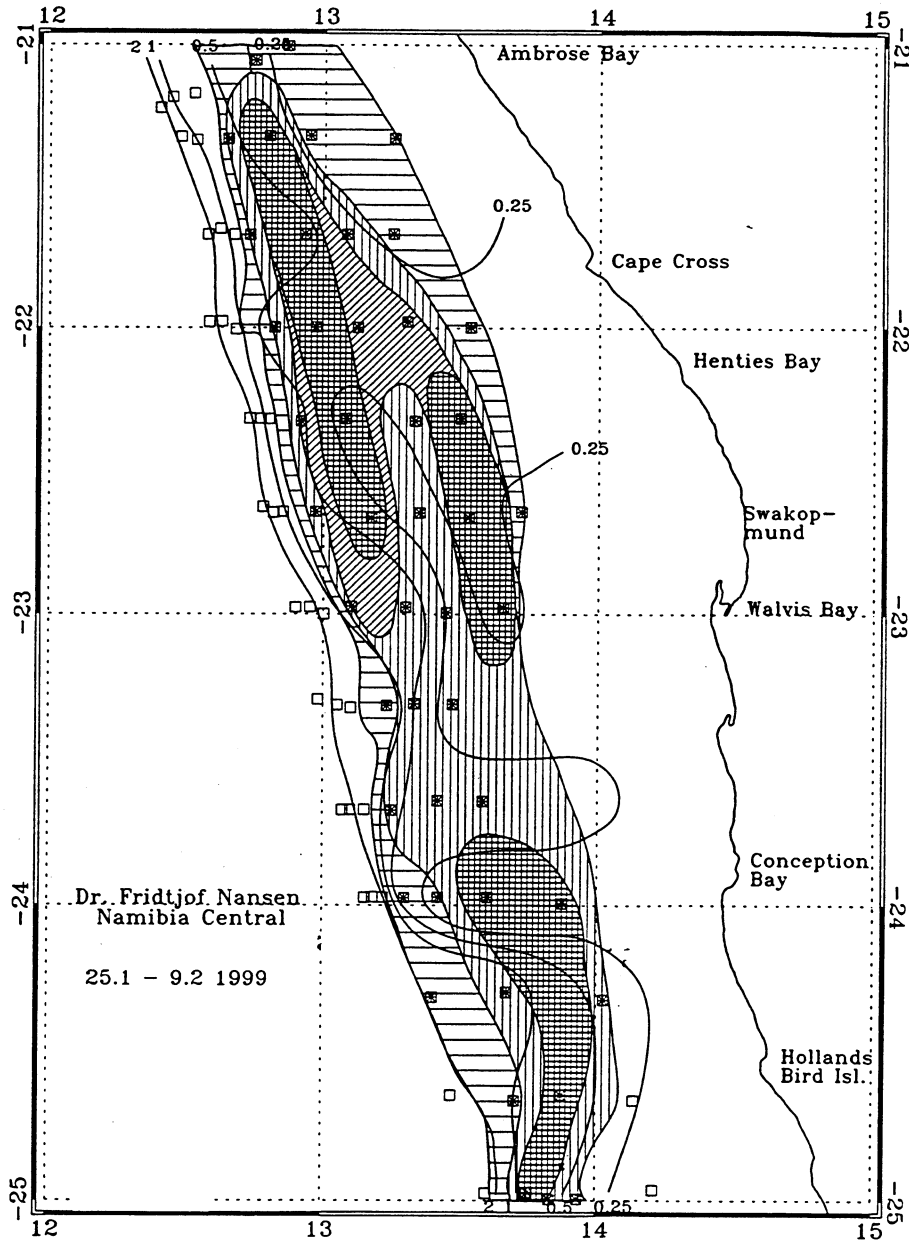 12 13 14 15
-21 2 1 0.5 0.25 -21
Ambrose Bay
0.25
Cape Cross
-22 -22
Henties Bay
0.25
Swakop-
mund
-23 Walvis Bay -23
Conception
Bay
Dr. Fridtjof Nansen
Namibia Central
-24 -24
25.1 - 9.2 1999
Hollands
Bird Isl.
-25 2 1 0.5 0.25 -25
12 13 14 15